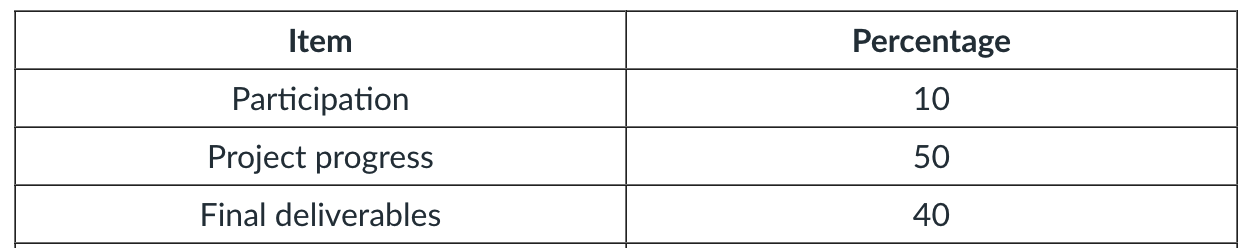 Item Percentage
Participation 10
Project progress 50
Final deliverables 40